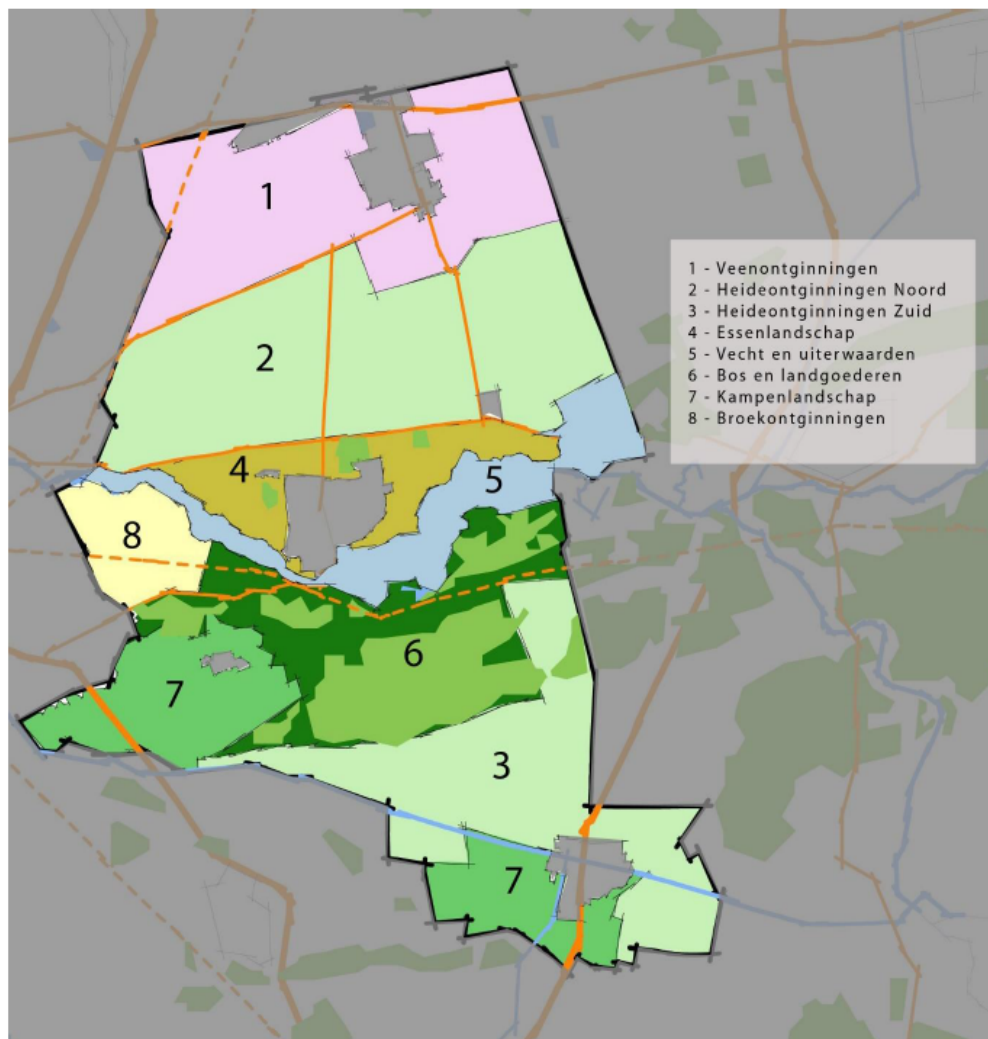 1
1 - Veenontginningen
2 - Heideontginningen Noord
3 - Heideontginningen Zuid
4 - Essenlandschap
5 - Vecht en uiterwaarden
6 - Bos en landgoederen
7 - Kampenlandschap
8 - Broekontginningen
2
4
5
8
6
7
3
7